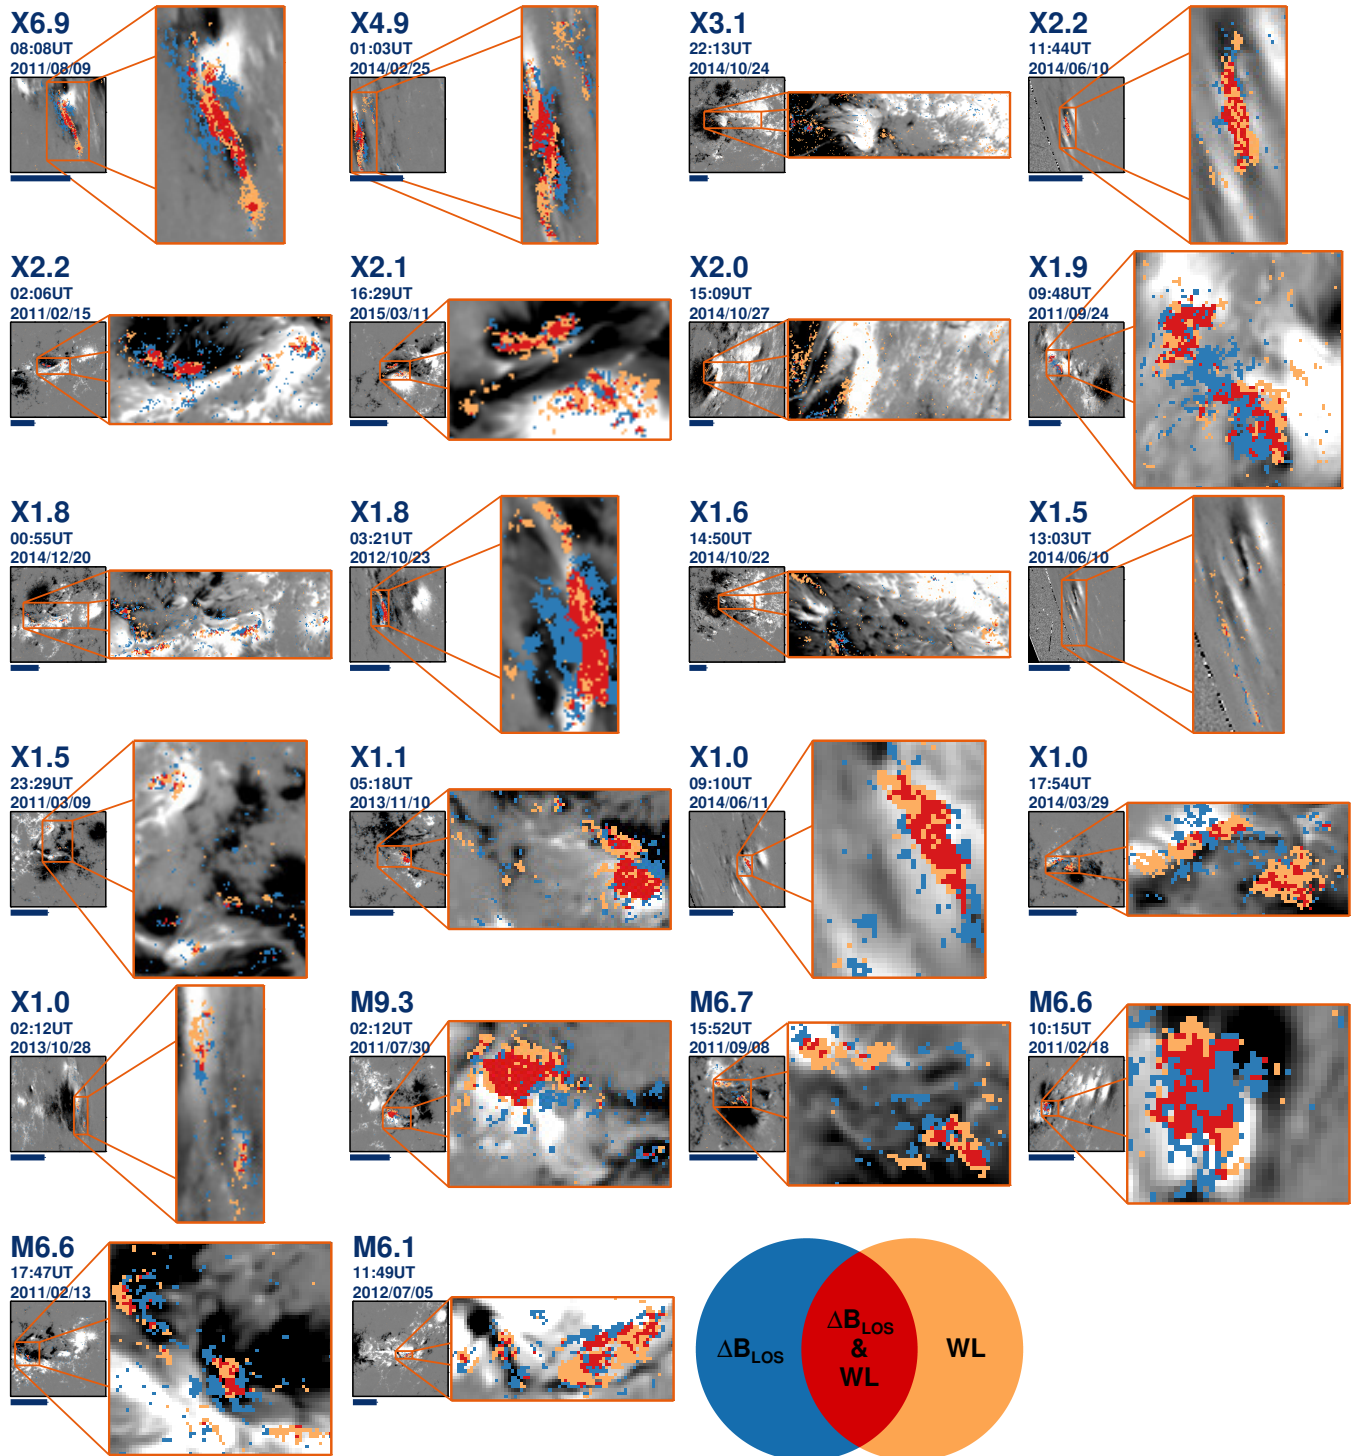 X6.9
08:08UT
2011/08/09
X4.9
01:03UT
2014/02/25
X3.1
22:13UT
2014/10/24
X2.2
11:44UT
2014/06/10
X2.2
02:06UT
2011/02/15
X2.1
16:29UT
2015/03/11
X2.0
15:09UT
2014/10/27
X1.9
09:48UT
2011/09/24
X1.8
00:55UT
2014/12/20
X1.8
03:21UT
2012/10/23
X1.6
14:50UT
2014/10/22
X1.5
13:03UT
2014/06/10
X1.5
23:29UT
2011/03/09
X1.1
05:18UT
2013/11/10
X1.0
09:10UT
2014/06/11
X1.0
17:54UT
2014/03/29
X1.0
02:12UT
2013/10/28
M9.3
02:12UT
2011/07/30
M6.7
15:52UT
2011/09/08
M6.6
10:15UT
2011/02/18
M6.6
17:47UT
2011/02/13
M6.1
11:49UT
2012/07/05
ΔB_LOS
ΔB_LOS
&
WL
WL